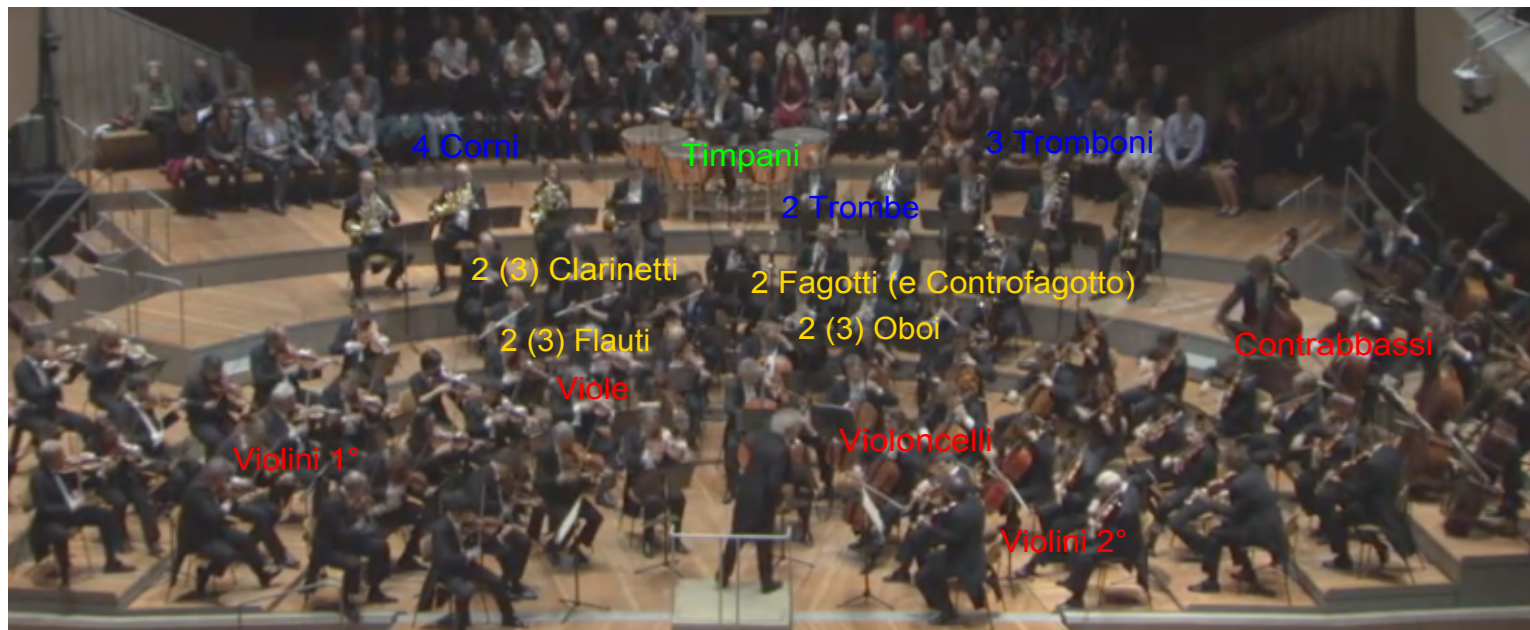 4 Corni
Timpani
3 Tromboni
2 Trombe
2 (3) Clarinetti
2 Fagotti (e Controfagotto)
2 (3) Flauti
2 (3) Oboi
Contrabbassi
Viole
Violini 1°
Violoncelli
Violini 2°